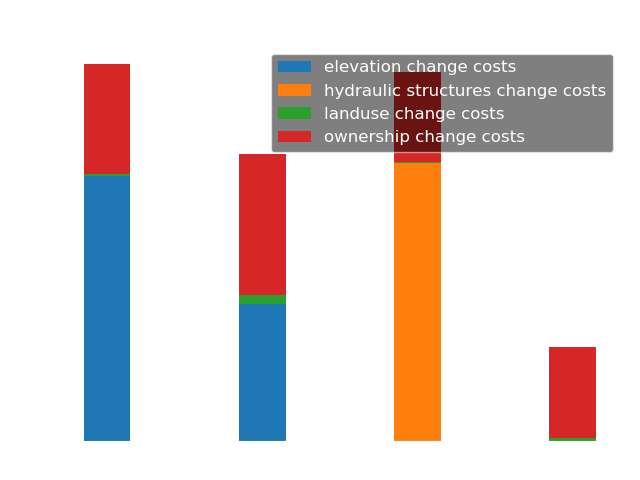 elevation change costs
hydraulic structures change costs
landuse change costs
ownership change costs